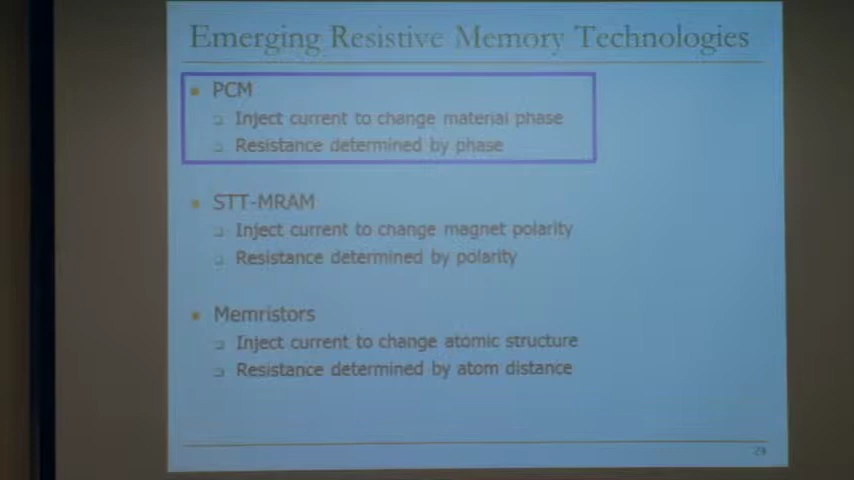 Emerging Resistive Memory Technologies
PCM
Inject current to change material phase
Resistance determined by phase
STT-MRAM
Inject current to change magnet polarity
Resistance determined by polarity
Memristors
Inject current to change atomic structure
Resistance determined by atom distance